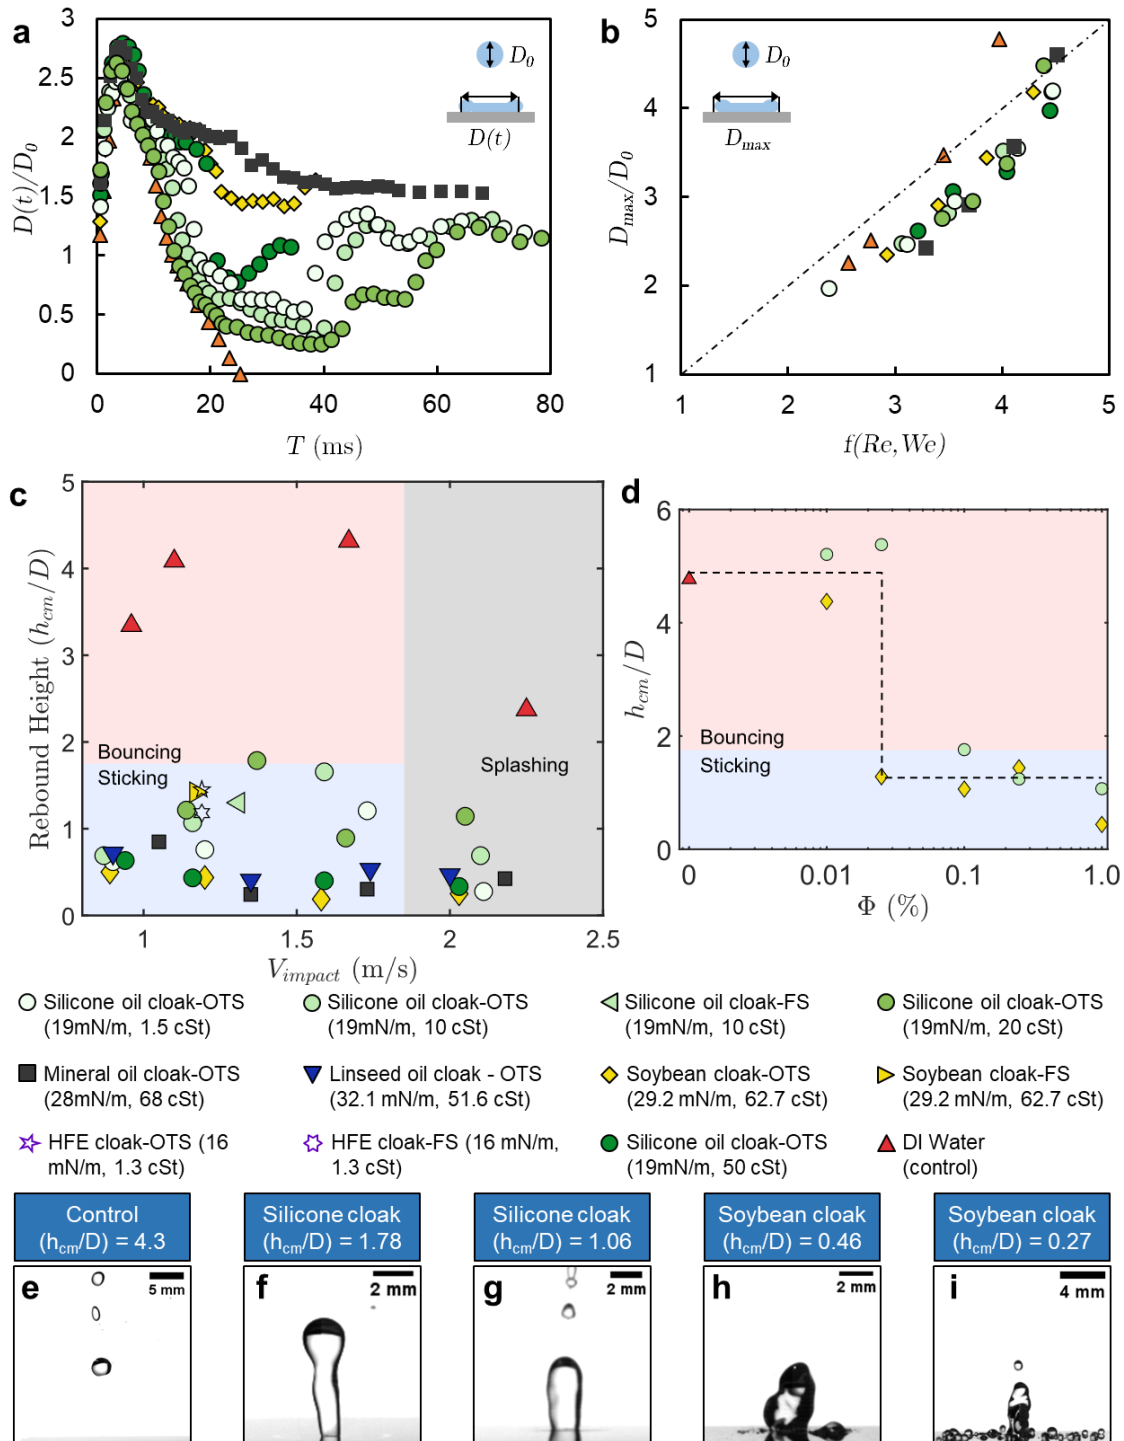 a
3
2.5
2
1.5
1
0.5
0
0
20
40
60
80
D(t)/D₀
T (ms)
D₀
D(t)
b
5
4
3
2
1
1
2
3
4
5
Dmax/D₀
f(Re, We)
D₀
Dmax
c
5
4
3
2
1
0
1
1.5
2
2.5
Rebound Height (hcm/D)
Vimpact (m/s)
Bouncing
Sticking
Splashing
d
6
4
2
0
0
0.01
0.1
1.0
hcm/D
Φ (%)
Bouncing
Sticking
Silicone oil cloak-OTS
(19mN/m, 1.5 cSt)
Silicone oil cloak-OTS
(19mN/m, 10 cSt)
Silicone oil cloak-FS
(19mN/m, 10 cSt)
Silicone oil cloak-OTS
(19mN/m, 20 cSt)
Mineral oil cloak-OTS
(28mN/m, 68 cSt)
Linseed oil cloak - OTS
(32.1 mN/m, 51.6 cSt)
Soybean cloak-OTS
(29.2 mN/m, 62.7 cSt)
Soybean cloak-FS
(29.2 mN/m, 62.7 cSt)
HFE cloak-OTS (16
mN/m, 1.3 cSt)
HFE cloak-FS (16 mN/m,
1.3 cSt)
Silicone oil cloak-OTS
(19mN/m, 50 cSt)
DI Water
(control)
Control
(hcm/D) = 4.3
Silicone cloak
(hcm/D) = 1.78
Silicone cloak
(hcm/D) = 1.06
Soybean cloak
(hcm/D) = 0.46
Soybean cloak
(hcm/D) = 0.27
e
5 mm
f
2 mm
g
2 mm
h
2 mm
i
4 mm